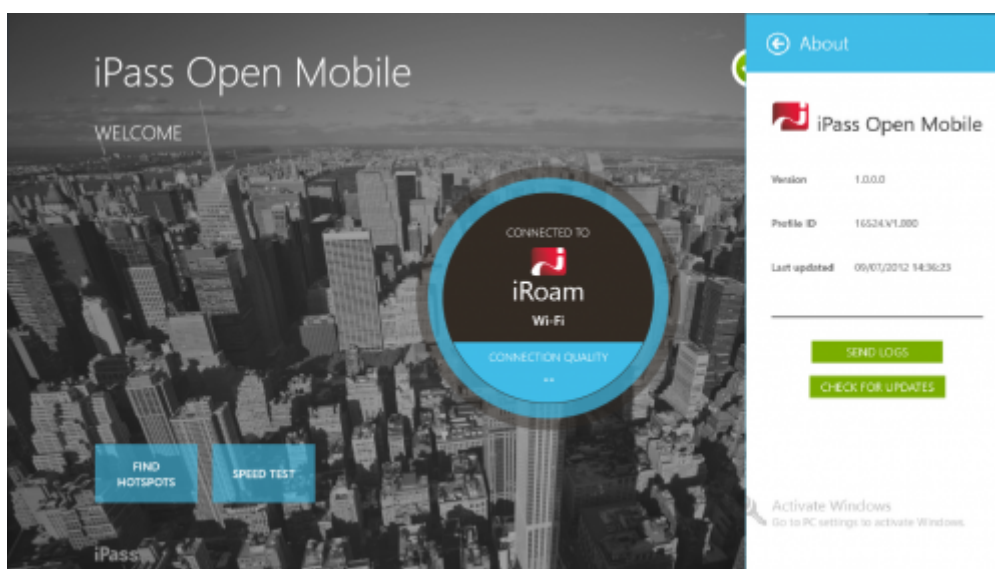 iPass Open Mobile
WELCOME
CONNECTED TO
iRoam
Wi-Fi
CONNECTION QUALITY
--
FIND
HOTSPOTS
SPEED TEST
iPass
About
iPass Open Mobile
Version 1.0.0.0
Profile ID 16524.V1.000
Last updated 09/07/2012 14:36:23
SEND LOGS
CHECK FOR UPDATES
Activate Windows
Go to PC settings to activate Windows.